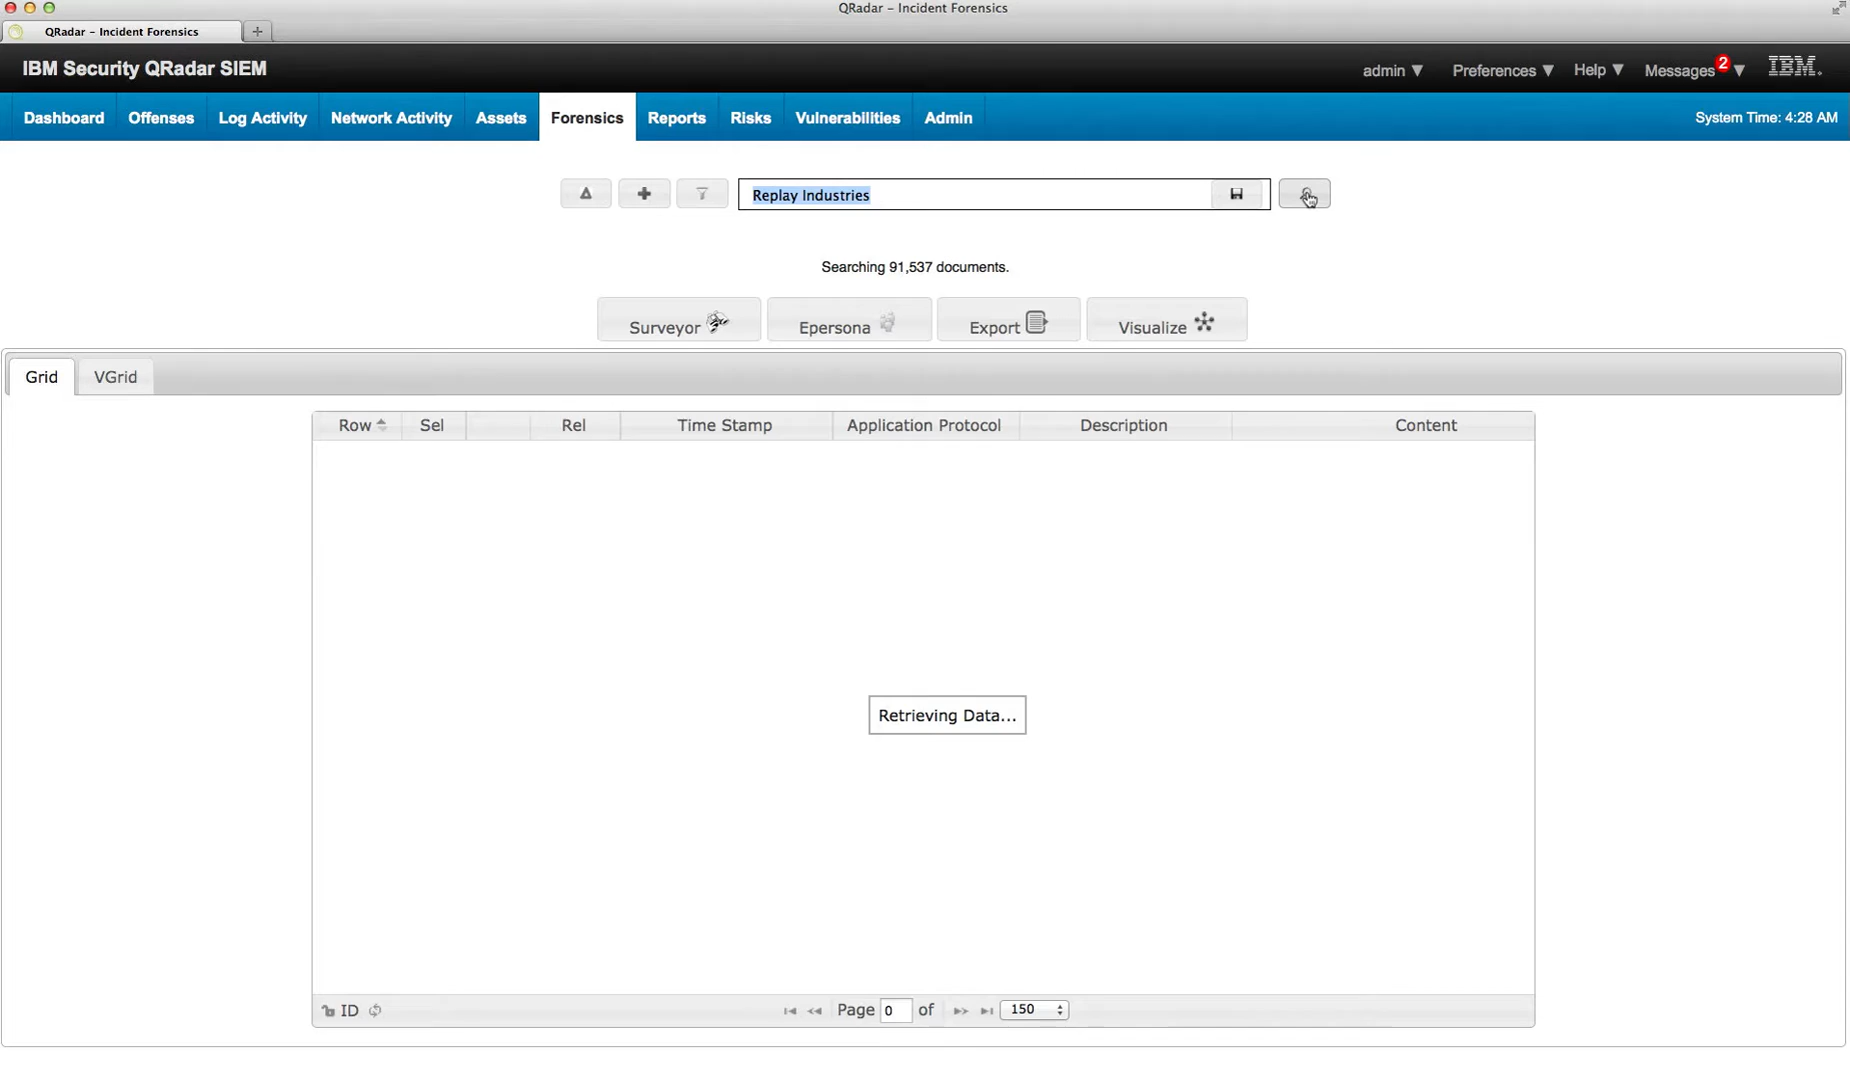 QRadar – Incident Forensics
QRadar – Incident Forensics
IBM Security QRadar SIEM
admin ▼ Preferences ▼ Help ▼ Messages 2 ▼ IBM.
Dashboard Offenses Log Activity Network Activity Assets Forensics Reports Risks Vulnerabilities Admin System Time: 4:28 AM
Replay Industries
Searching 91,537 documents.
Surveyor Epersona Export Visualize
Grid VGrid
Row Sel Rel Time Stamp Application Protocol Description Content
Retrieving Data...
ID Page 0 of 150